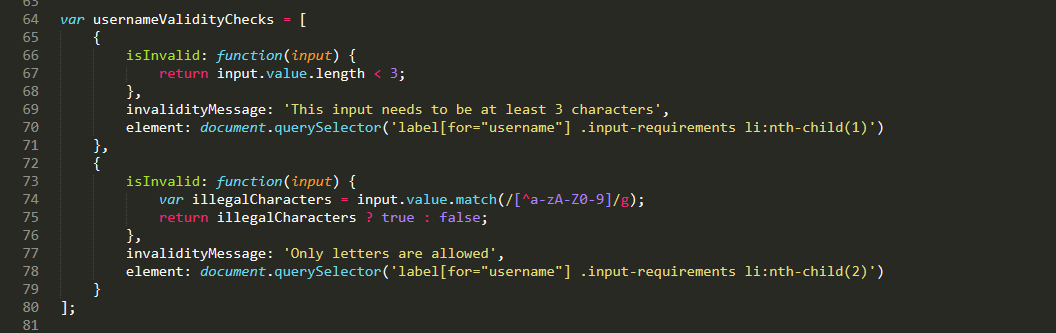 63
64 var usernameValidityChecks = [
65     {
66         isInvalid: function(input) {
67             return input.value.length < 3;
68         },
69         invalidityMessage: 'This input needs to be at least 3 characters',
70         element: document.querySelector('label[for="username"] .input-requirements li:nth-child(1)')
71     },
72     {
73         isInvalid: function(input) {
74             var illegalCharacters = input.value.match(/[^a-zA-Z0-9]/g);
75             return illegalCharacters ? true : false;
76         },
77         invalidityMessage: 'Only letters are allowed',
78         element: document.querySelector('label[for="username"] .input-requirements li:nth-child(2)')
79     }
80 ];
81